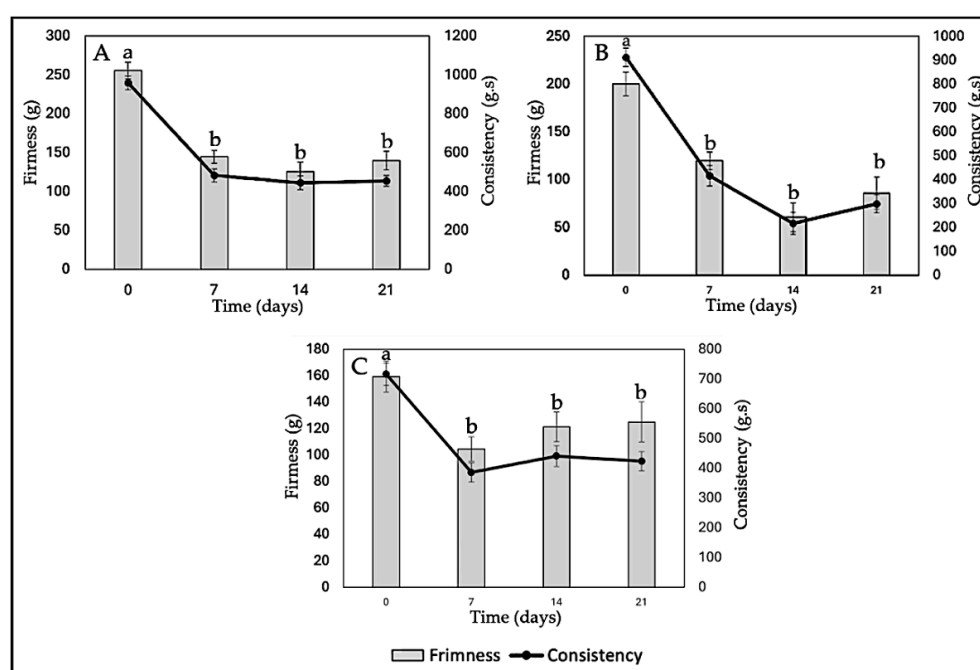 A
300
250
200
150
100
50
0
Firmness (g)
a
b
b
b
1200
1000
800
600
400
200
0
Consistency (g.s)
0 7 14 21
Time (days)
B
250
200
150
100
50
0
Firmness (g)
a
b
b
b
1000
900
800
700
600
500
400
300
200
100
0
Consistency (g.s)
0 7 14 21
Time (days)
C
180
160
140
120
100
80
60
40
20
0
Firmness (g)
a
b
b
b
800
700
600
500
400
300
200
100
0
Consistency (g.s)
0 7 14 21
Time (days)
Frimness Consistency